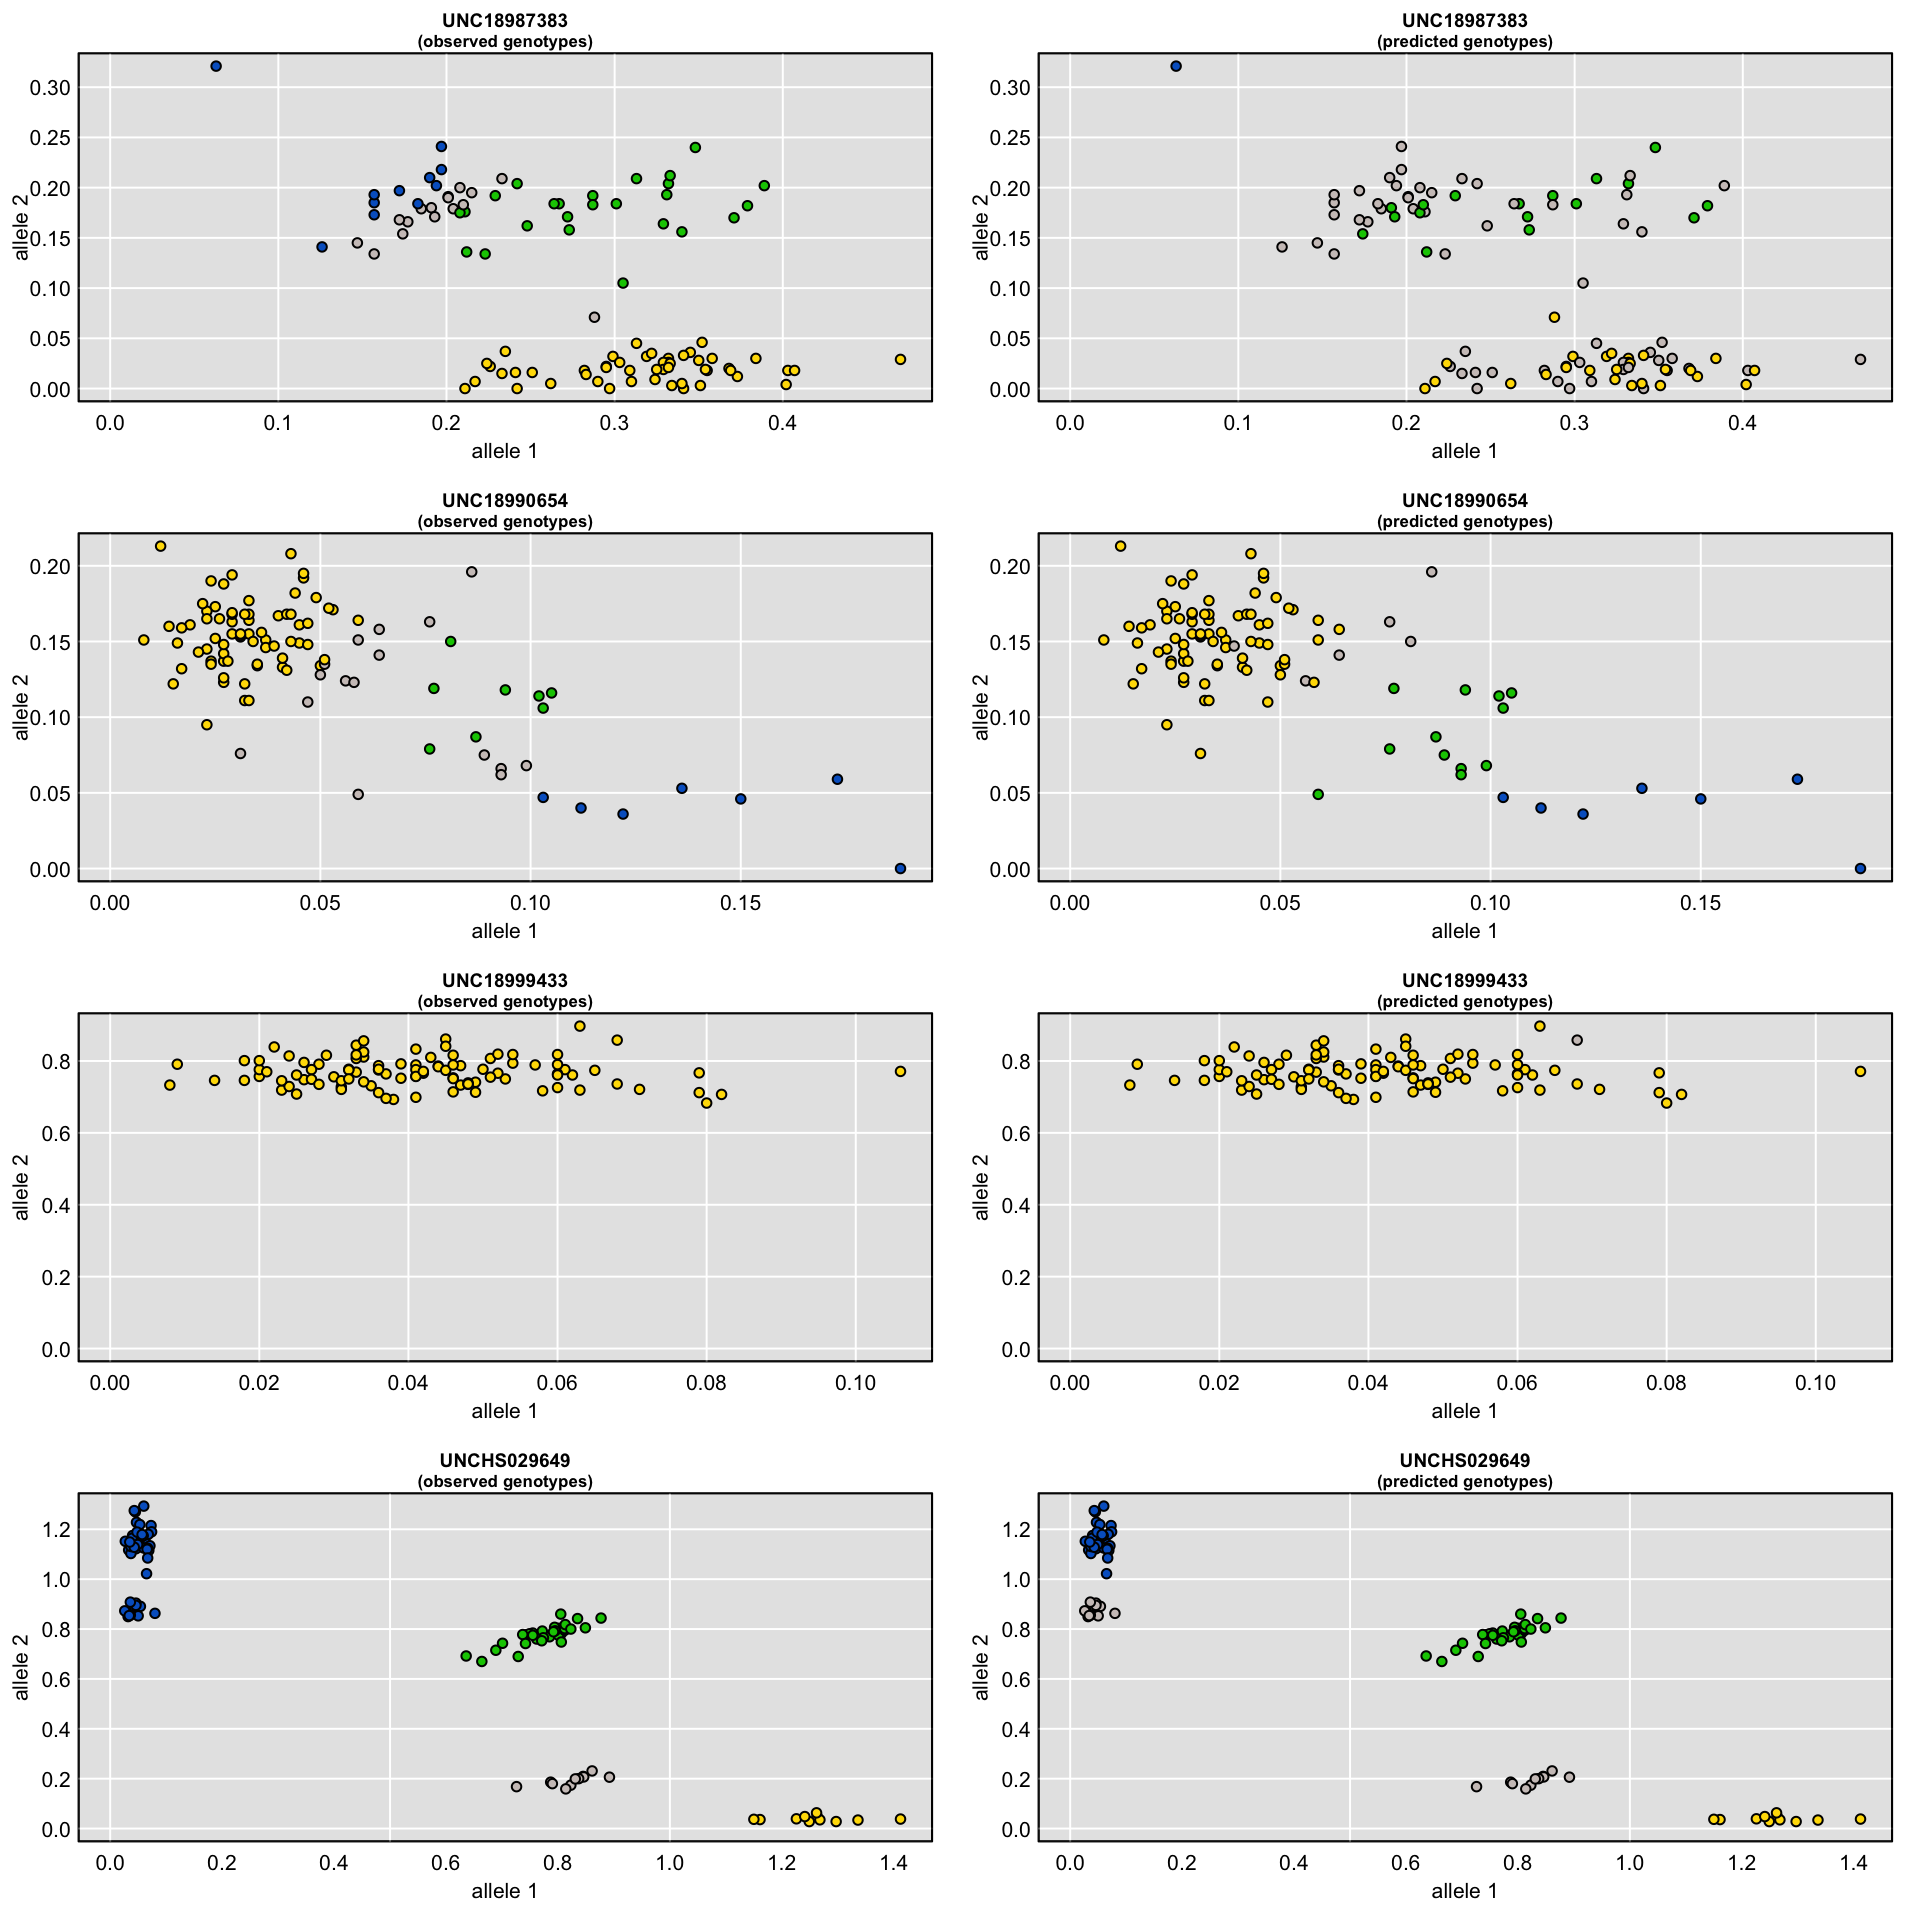 UNC18987383
(observed genotypes)
allele 2
0.30
0.25
0.20
0.15
0.10
0.05
0.00
0.0 0.1 0.2 0.3 0.4
allele 1
UNC18987383
(predicted genotypes)
allele 2
0.30
0.25
0.20
0.15
0.10
0.05
0.00
0.0 0.1 0.2 0.3 0.4
allele 1
UNC18990654
(observed genotypes)
allele 2
0.20
0.15
0.10
0.05
0.00
0.00 0.05 0.10 0.15
allele 1
UNC18990654
(predicted genotypes)
allele 2
0.20
0.15
0.10
0.05
0.00
0.00 0.05 0.10 0.15
allele 1
UNC18999433
(observed genotypes)
allele 2
0.8
0.6
0.4
0.2
0.0
0.00 0.02 0.04 0.06 0.08 0.10
allele 1
UNC18999433
(predicted genotypes)
allele 2
0.8
0.6
0.4
0.2
0.0
0.00 0.02 0.04 0.06 0.08 0.10
allele 1
UNCHS029649
(observed genotypes)
allele 2
1.2
1.0
0.8
0.6
0.4
0.2
0.0
0.0 0.2 0.4 0.6 0.8 1.0 1.2 1.4
allele 1
UNCHS029649
(predicted genotypes)
allele 2
1.2
1.0
0.8
0.6
0.4
0.2
0.0
0.0 0.2 0.4 0.6 0.8 1.0 1.2 1.4
allele 1